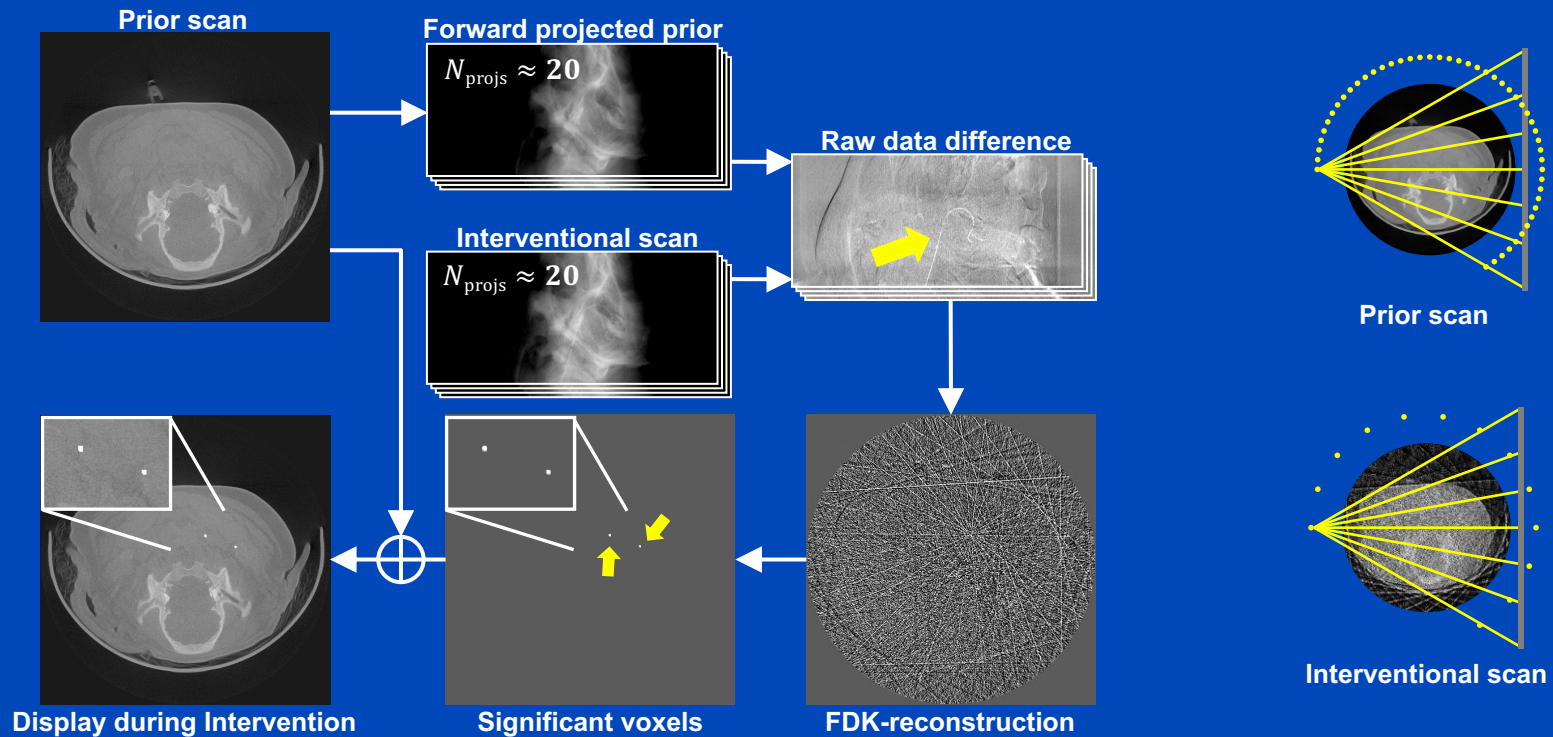 Prior scan
Forward projected prior
N_projs ≈ 20
Raw data difference
Interventional scan
N_projs ≈ 20
Prior scan
Display during Intervention
Significant voxels
FDK-reconstruction
Interventional scan